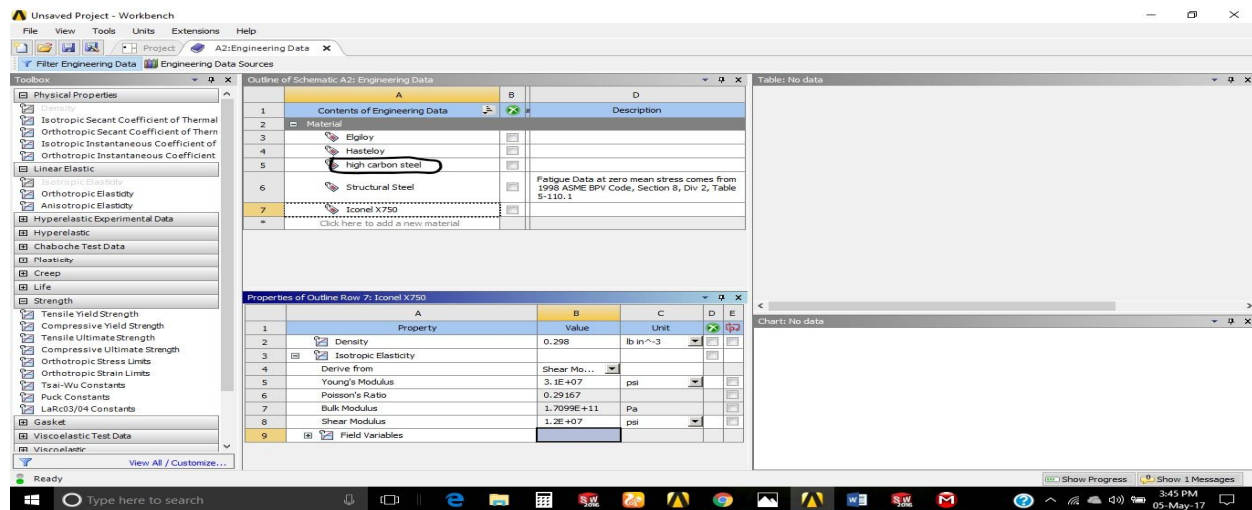 Unsaved Project - Workbench
File View Tools Units Extensions Help
Project A2:Engineering Data
Filter Engineering Data Engineering Data Sources
Toolbox
Physical Properties
Density
Isotropic Secant Coefficient of Thermal
Orthotropic Secant Coefficient of Therm
Isotropic Instantaneous Coefficient of
Orthotropic Instantaneous Coefficient
Linear Elastic
Isotropic Elasticity
Orthotropic Elasticity
Anisotropic Elasticity
Hyperelastic Experimental Data
Hyperelastic
Chaboche Test Data
Plasticity
Creep
Life
Strength
Tensile Yield Strength
Compressive Yield Strength
Tensile Ultimate Strength
Compressive Ultimate Strength
Orthotropic Stress Limits
Orthotropic Strain Limits
Tsai-Wu Constants
Puck Constants
LaRc03/04 Constants
Gasket
Viscoelastic Test Data
Viscoelastic
View All / Customize...
Outline of Schematic A2: Engineering Data
A B D
1 Contents of Engineering Data Description
2 Material
3 Elgiloy
4 Hasteloy
5 high carbon steel
6 Structural Steel Fatigue Data at zero mean stress comes from
1998 ASME BPV Code, Section 8, Div 2, Table
5-110.1
7 Iconel X750
* Click here to add a new material
Properties of Outline Row 7: Iconel X750
A B C D E
1 Property Value Unit
2 Density 0.298 lb in^-3
3 Isotropic Elasticity
4 Derive from Shear Mo...
5 Young's Modulus 3.1E+07 psi
6 Poisson's Ratio 0.29167
7 Bulk Modulus 1.7099E+11 Pa
8 Shear Modulus 1.2E+07 psi
9 Field Variables
Table: No data
Chart: No data
Ready
Show Progress Show 1 Messages
Type here to search
3:45 PM
05-May-17